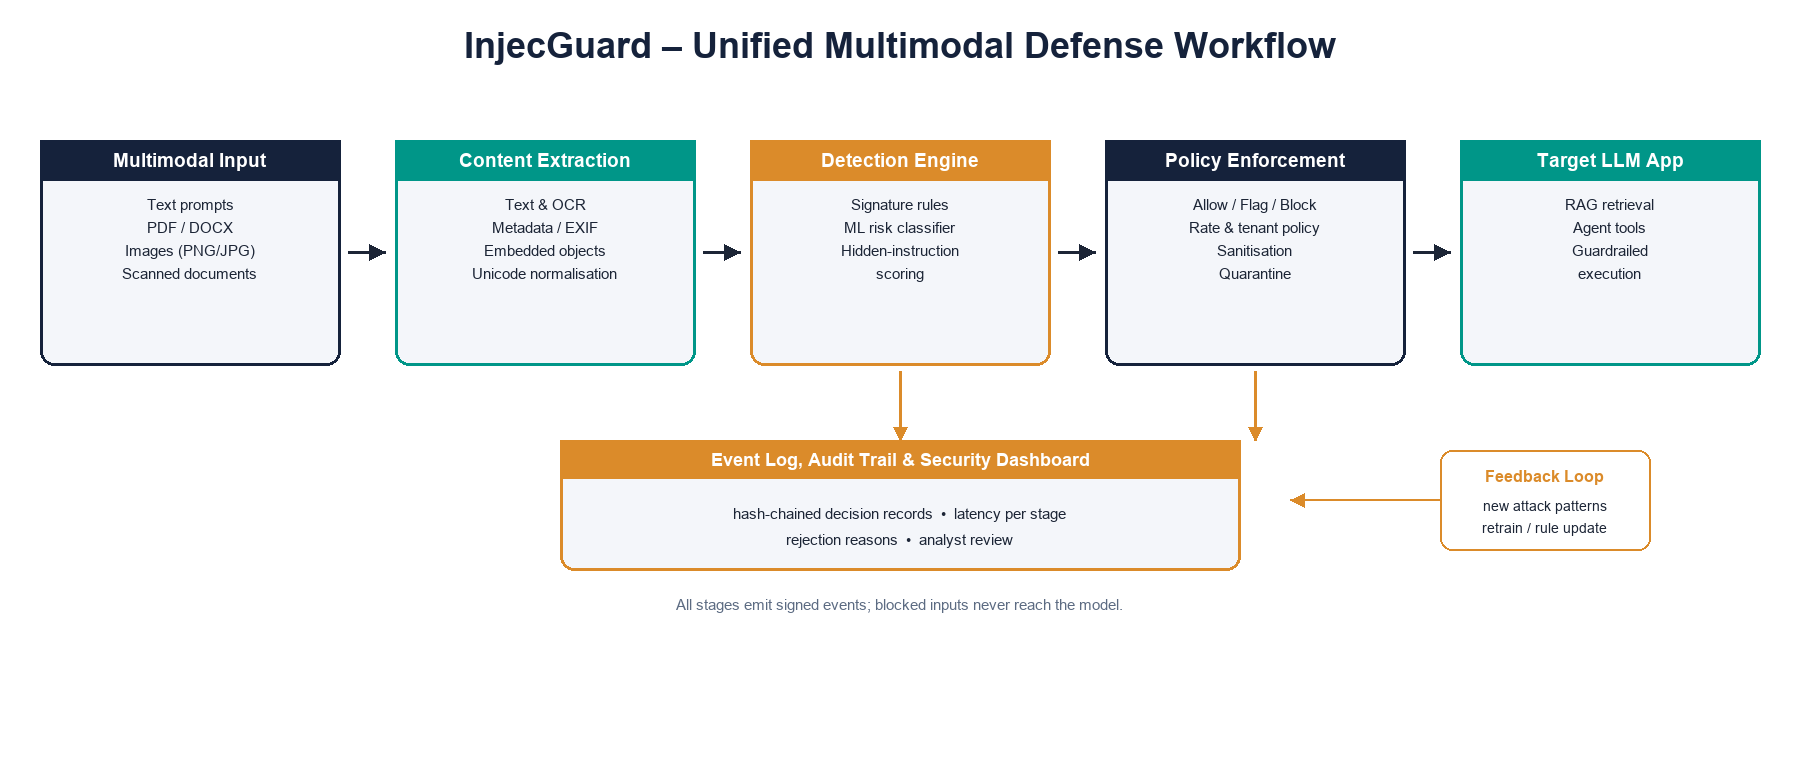 InjecGuard – Unified Multimodal Defense Workflow
Multimodal Input
Text prompts
PDF / DOCX
Images (PNG/JPG)
Scanned documents
Content Extraction
Text & OCR
Metadata / EXIF
Embedded objects
Unicode normalisation
Detection Engine
Signature rules
ML risk classifier
Hidden-instruction
scoring
Policy Enforcement
Allow / Flag / Block
Rate & tenant policy
Sanitisation
Quarantine
Target LLM App
RAG retrieval
Agent tools
Guardrailed
execution
Event Log, Audit Trail & Security Dashboard
hash-chained decision records • latency per stage
rejection reasons • analyst review
Feedback Loop
new attack patterns
retrain / rule update
All stages emit signed events; blocked inputs never reach the model.